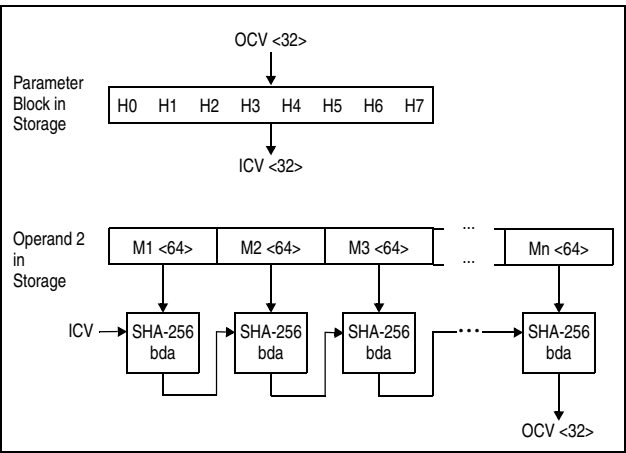 OCV <32>
Parameter
Block in
Storage
H0 H1 H2 H3 H4 H5 H6 H7
ICV <32>
Operand 2
in
Storage
M1 <64> M2 <64> M3 <64> ... ... Mn <64>
ICV SHA-256 SHA-256 SHA-256 ... SHA-256
bda bda bda bda
OCV <32>